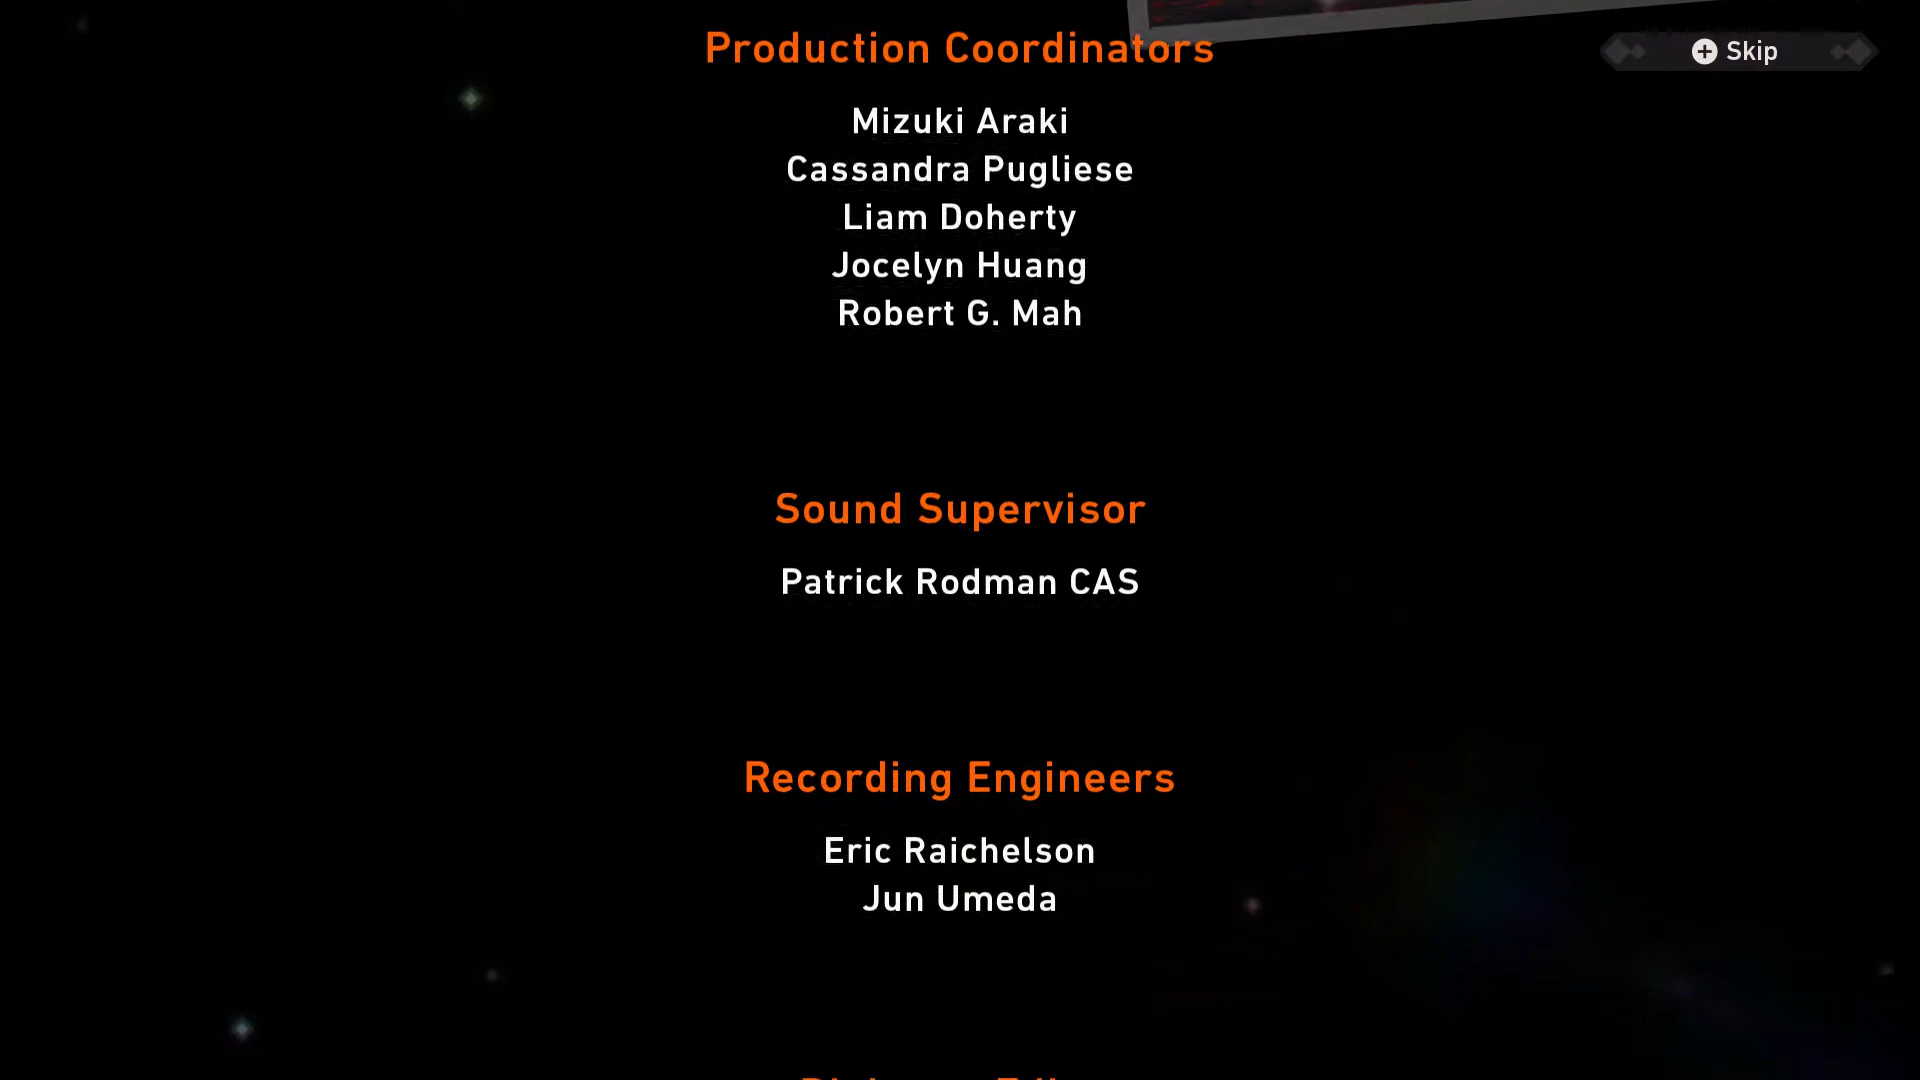 Production Coordinators
Skip
Mizuki Araki
Cassandra Pugliese
Liam Doherty
Jocelyn Huang
Robert G. Mah
Sound Supervisor
Patrick Rodman CAS
Recording Engineers
Eric Raichelson
Jun Umeda